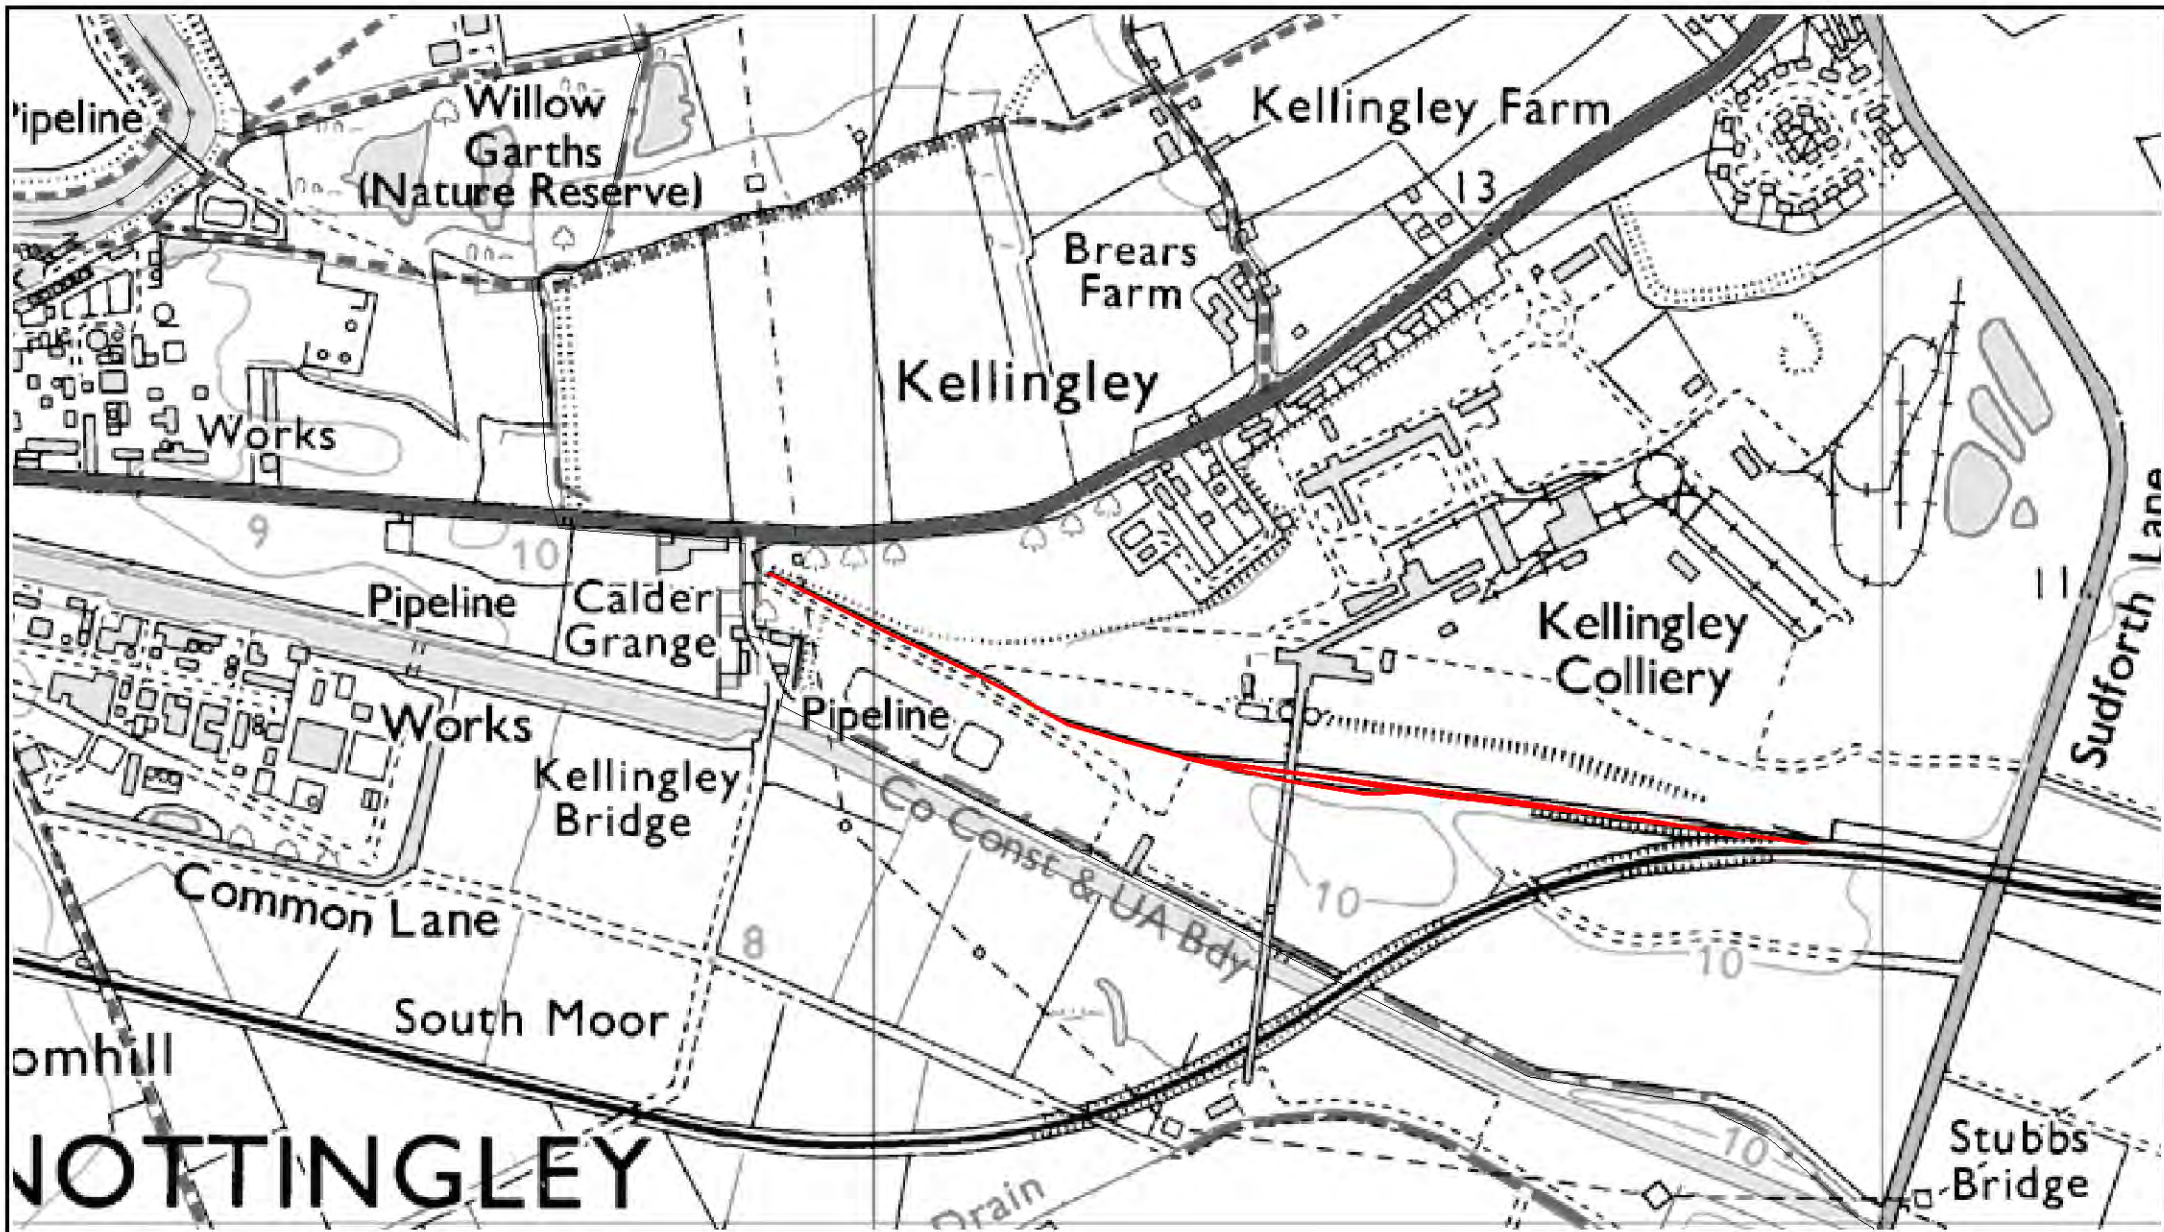 Pipeline
Willow
Garths
(Nature Reserve)
Kellingley Farm
13
Brears
Farm
Kellingley
Works
9
10
Pipeline
Calder
Grange
11
Kellingley
Colliery
Sudforth Lane
Works
Pipeline
Kellingley
Bridge
Co Const & UA Bdy
10
Common Lane
8
10
South Moor
omhill
10
Stubbs
Bridge
NOTTINGLEY
Drain